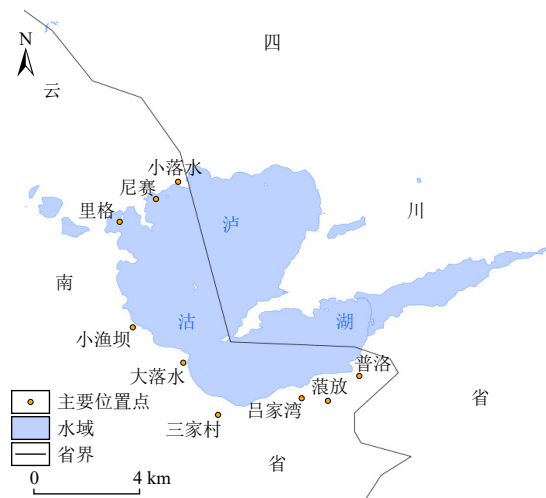 N
四
云
小落水
尼赛
里格
泸
川
南
沽
湖
小渔坝
大落水
普洛
蒗放
吕家湾
三家村
省
省
主要位置点
水域
省界
0 4 km